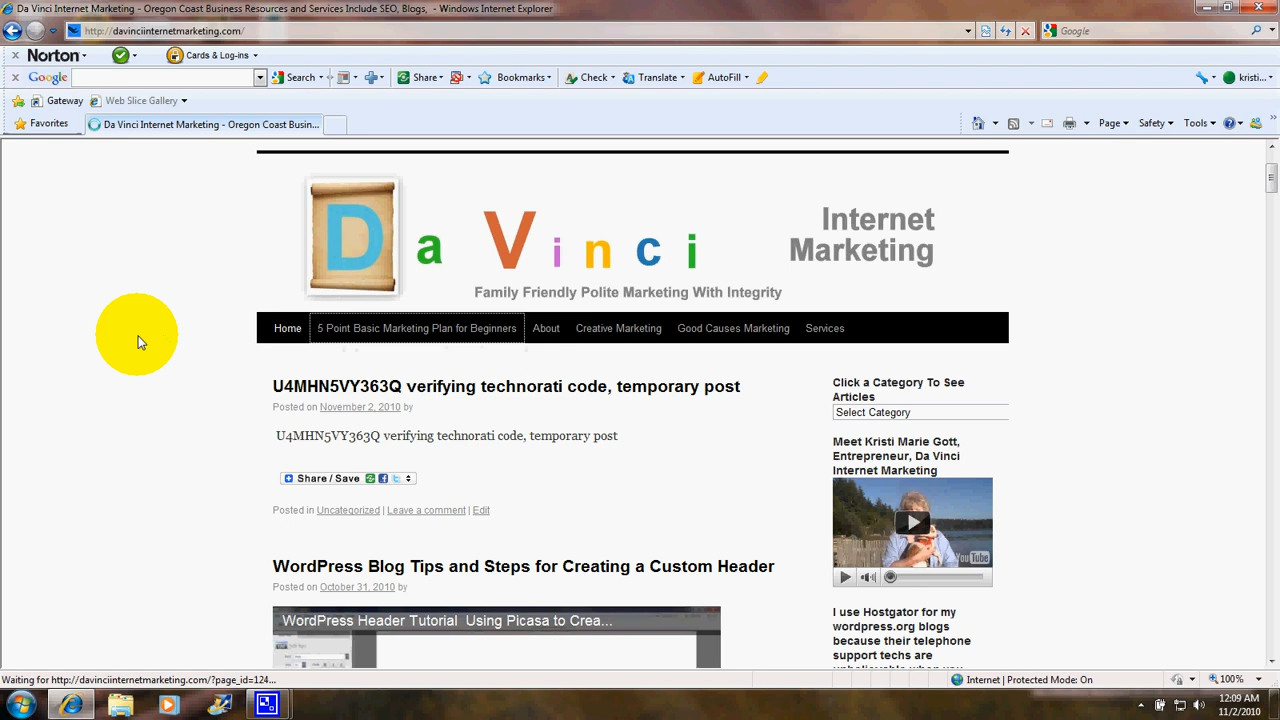 Da Vinci Internet Marketing - Oregon Coast Business Resources and Services Include SEO, Blogs, - Windows Internet Explorer
http://davinciinternetmarketing.com/
Google
Norton
Cards & Log-ins
Google
Search
Share
Bookmarks
Check
Translate
AutoFill
kristi...
Gateway
Web Slice Gallery
Favorites
Da Vinci Internet Marketing - Oregon Coast Busin...
Page
Safety
Tools
Da Vinci
Internet
Marketing
Family Friendly Polite Marketing With Integrity
Home 5 Point Basic Marketing Plan for Beginners About Creative Marketing Good Causes Marketing Services
U4MHN5VY363Q verifying technorati code, temporary post
Posted on November 2, 2010 by
U4MHN5VY363Q verifying technorati code, temporary post
Share / Save
Posted in Uncategorized | Leave a comment | Edit
WordPress Blog Tips and Steps for Creating a Custom Header
Posted on October 31, 2010 by
WordPress Header Tutorial Using Picasa to Crea...
Click a Category To See
Articles
Select Category
Meet Kristi Marie Gott,
Entrepreneur, Da Vinci
Internet Marketing
YouTube
I use Hostgator for my
wordpress.org blogs
because their telephone
support techs are
Waiting for http://davinciinternetmarketing.com/?page_id=124...
Internet | Protected Mode: On
100%
12:09 AM
11/2/2010